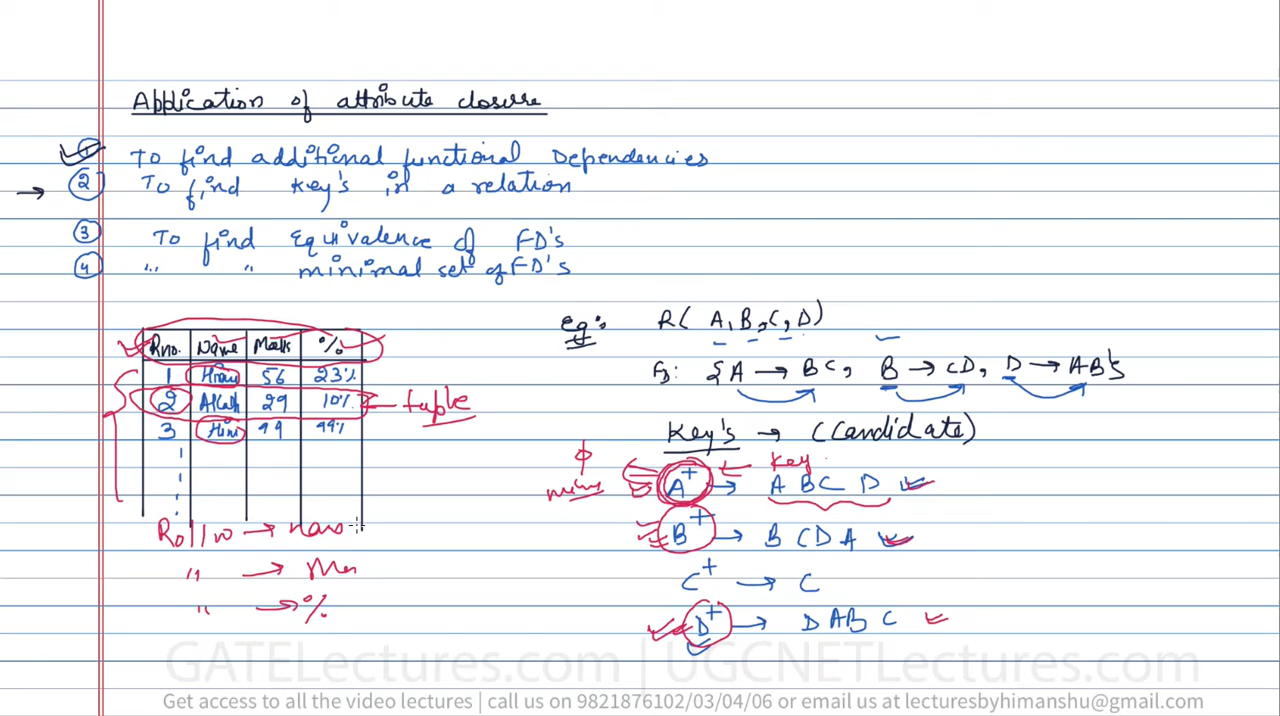 Application of attribute closure
① To find additional functional Dependencies
② To find Key's in a relation
③ To find Equivalence of FD's
④ " " minimal set of FD's
Rno. Name Marks %
1 56 23%
2 29 10%
3 99 99%
tuple
Rollno → name
" →
" → %
Eg:
R(A, B, C, D)
FD: {A → BC, B → CD, D → AB}
Key's → (Candidate)
Key
ϕ
A+ → A B C D
B+ → B C D A
C+ → C
D+ → D A B C
GATELectures.com | UGCNETLectures.com
Get access to all the video lectures | call us on 9821876102/03/04/06 or email us at lecturesbyhimanshu@gmail.com